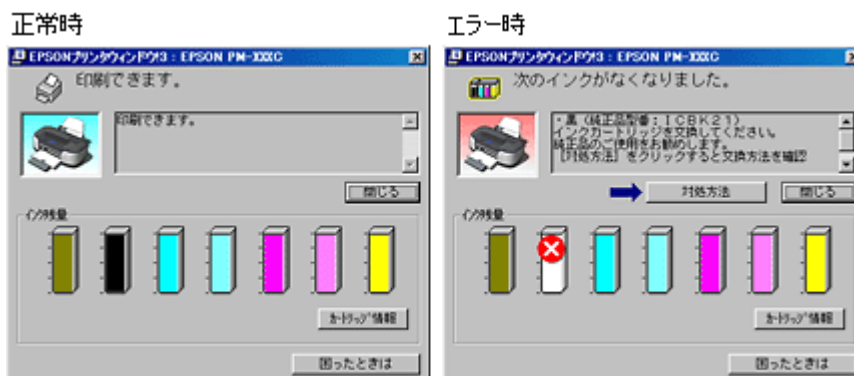 正常時
EPSONプリンタウィンドウ!3 : EPSON PM-XXXC
印刷できます。
印刷できます。
閉じる
インク残量
カートリッジ情報
困ったときは
エラー時
EPSONプリンタウィンドウ!3 : EPSON PM-XXXC
次のインクがなくなりました。
・黒（純正品型番：ICBK21）
インクカートリッジを交換してください。
純正品のご使用をお勧めします。
[対処方法] をクリックすると交換方法を確認
対処方法
閉じる
インク残量
カートリッジ情報
困ったときは